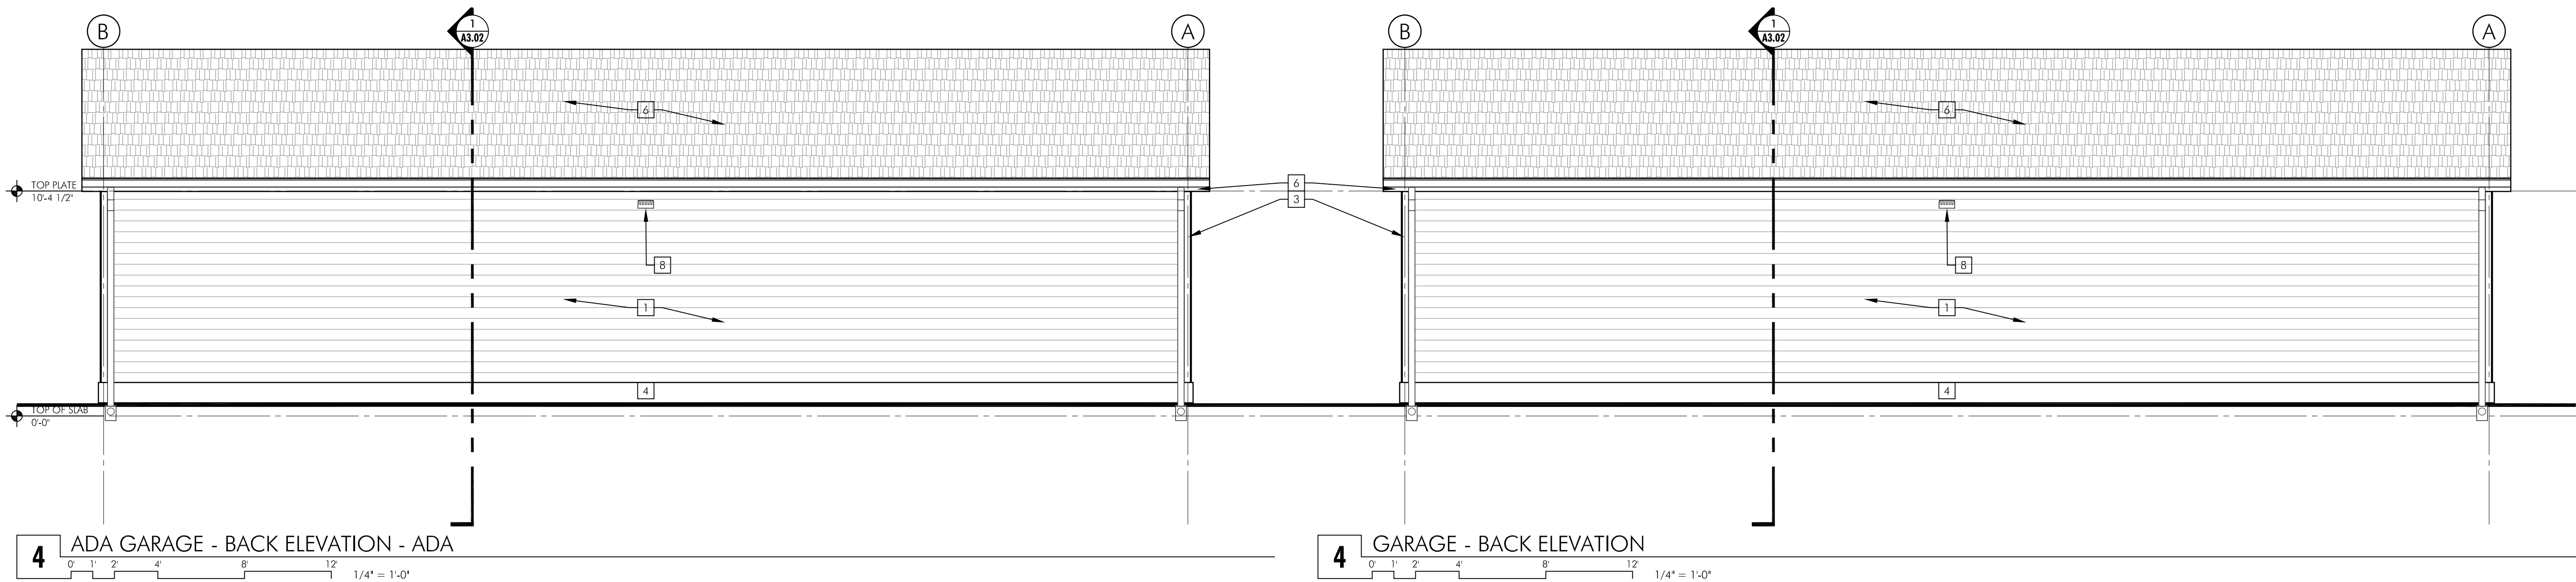 B
1
A3.02
A
B
1
A3.02
A
6
6
TOP PLATE
10'-4 1/2"
6
3
8
8
1
1
4
4
TOP OF SLAB
0'-0"
4
ADA GARAGE - BACK ELEVATION - ADA
0' 1' 2' 4' 8' 12'
1/4" = 1'-0"
4
GARAGE - BACK ELEVATION
0' 1' 2' 4' 8' 12'
1/4" = 1'-0"